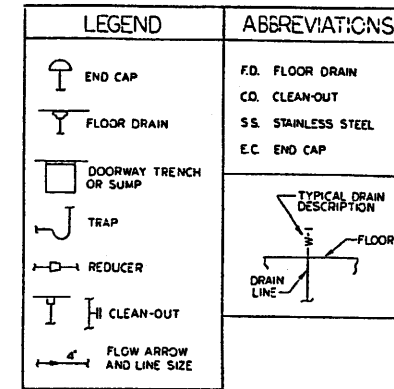 LEGEND
END CAP
FLOOR DRAIN
DOORWAY TRENCH
OR SUMP
TRAP
REDUCER
CLEAN-OUT
4"
FLOW ARROW
AND LINE SIZE
ABBREVIATIONS
F.D. FLOOR DRAIN
C.O. CLEAN-OUT
S.S. STAINLESS STEEL
E.C. END CAP
TYPICAL DRAIN
DESCRIPTION
W-1
FLOOR
DRAIN
LINE